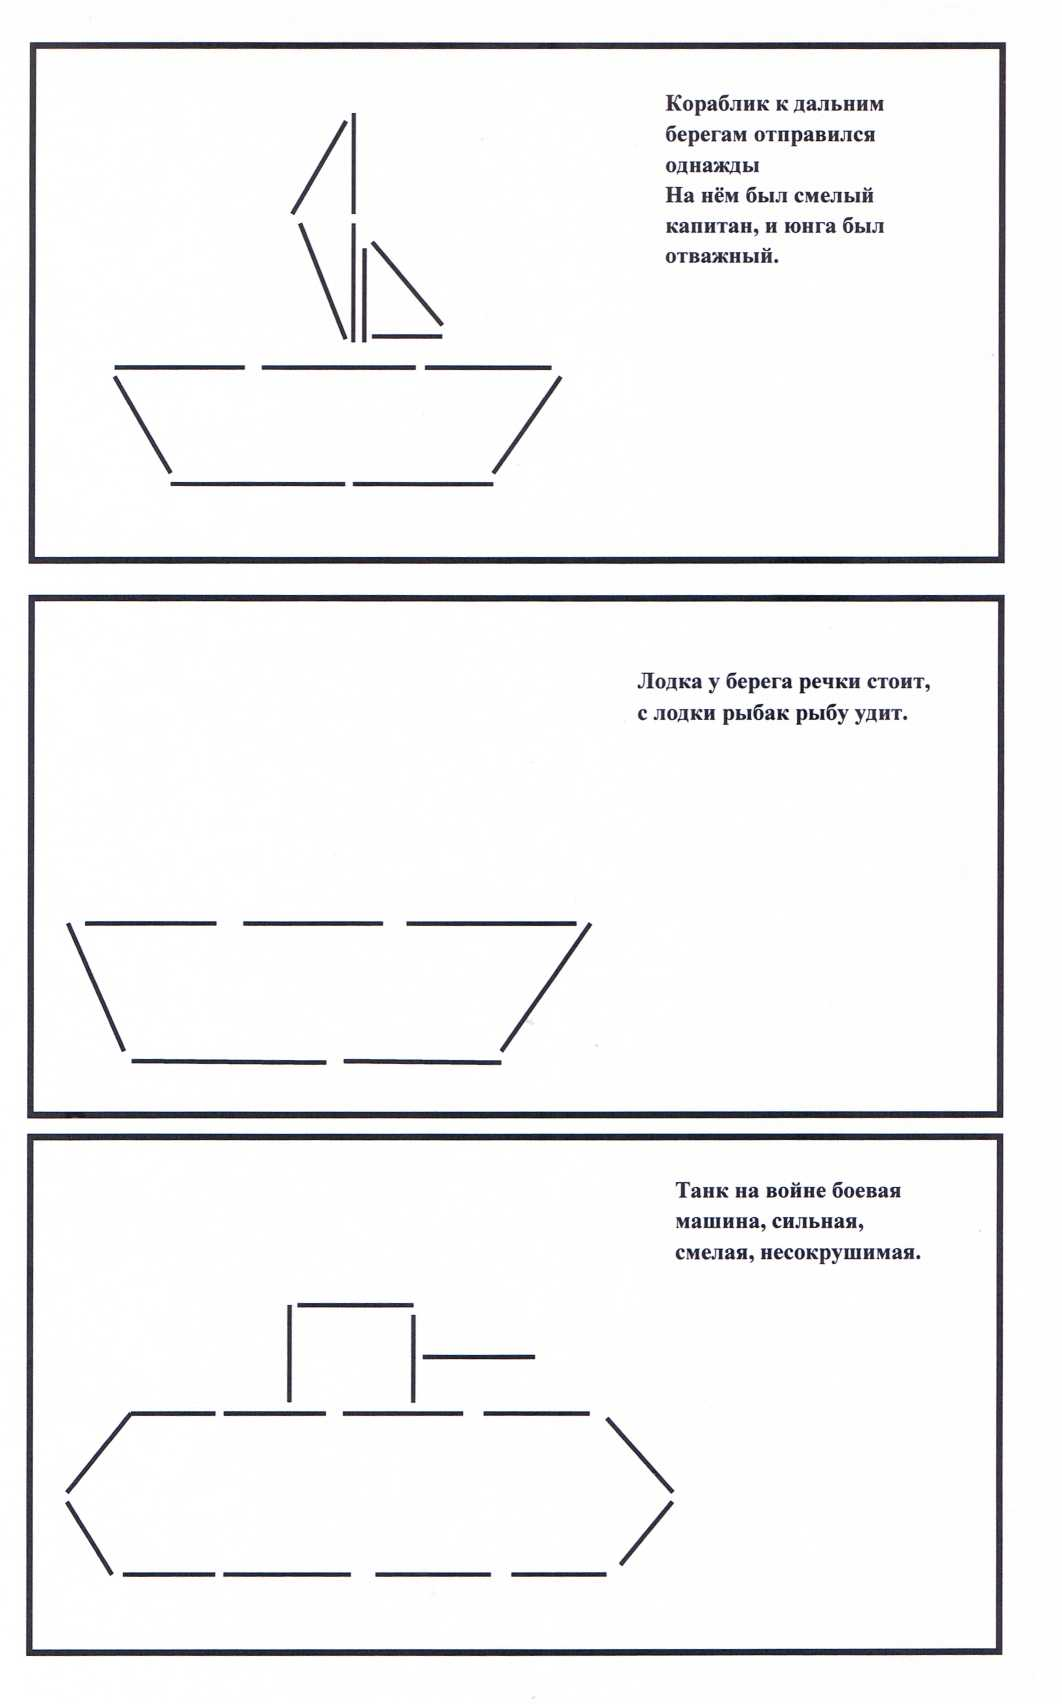 Кораблик к дальним
берегам отправился
однажды
На нём был смелый
капитан, и юнга был
отважный.
Лодка у берега речки стоит,
с лодки рыбак рыбу удит.
Танк на войне боевая
машина, сильная,
смелая, несокрушимая.